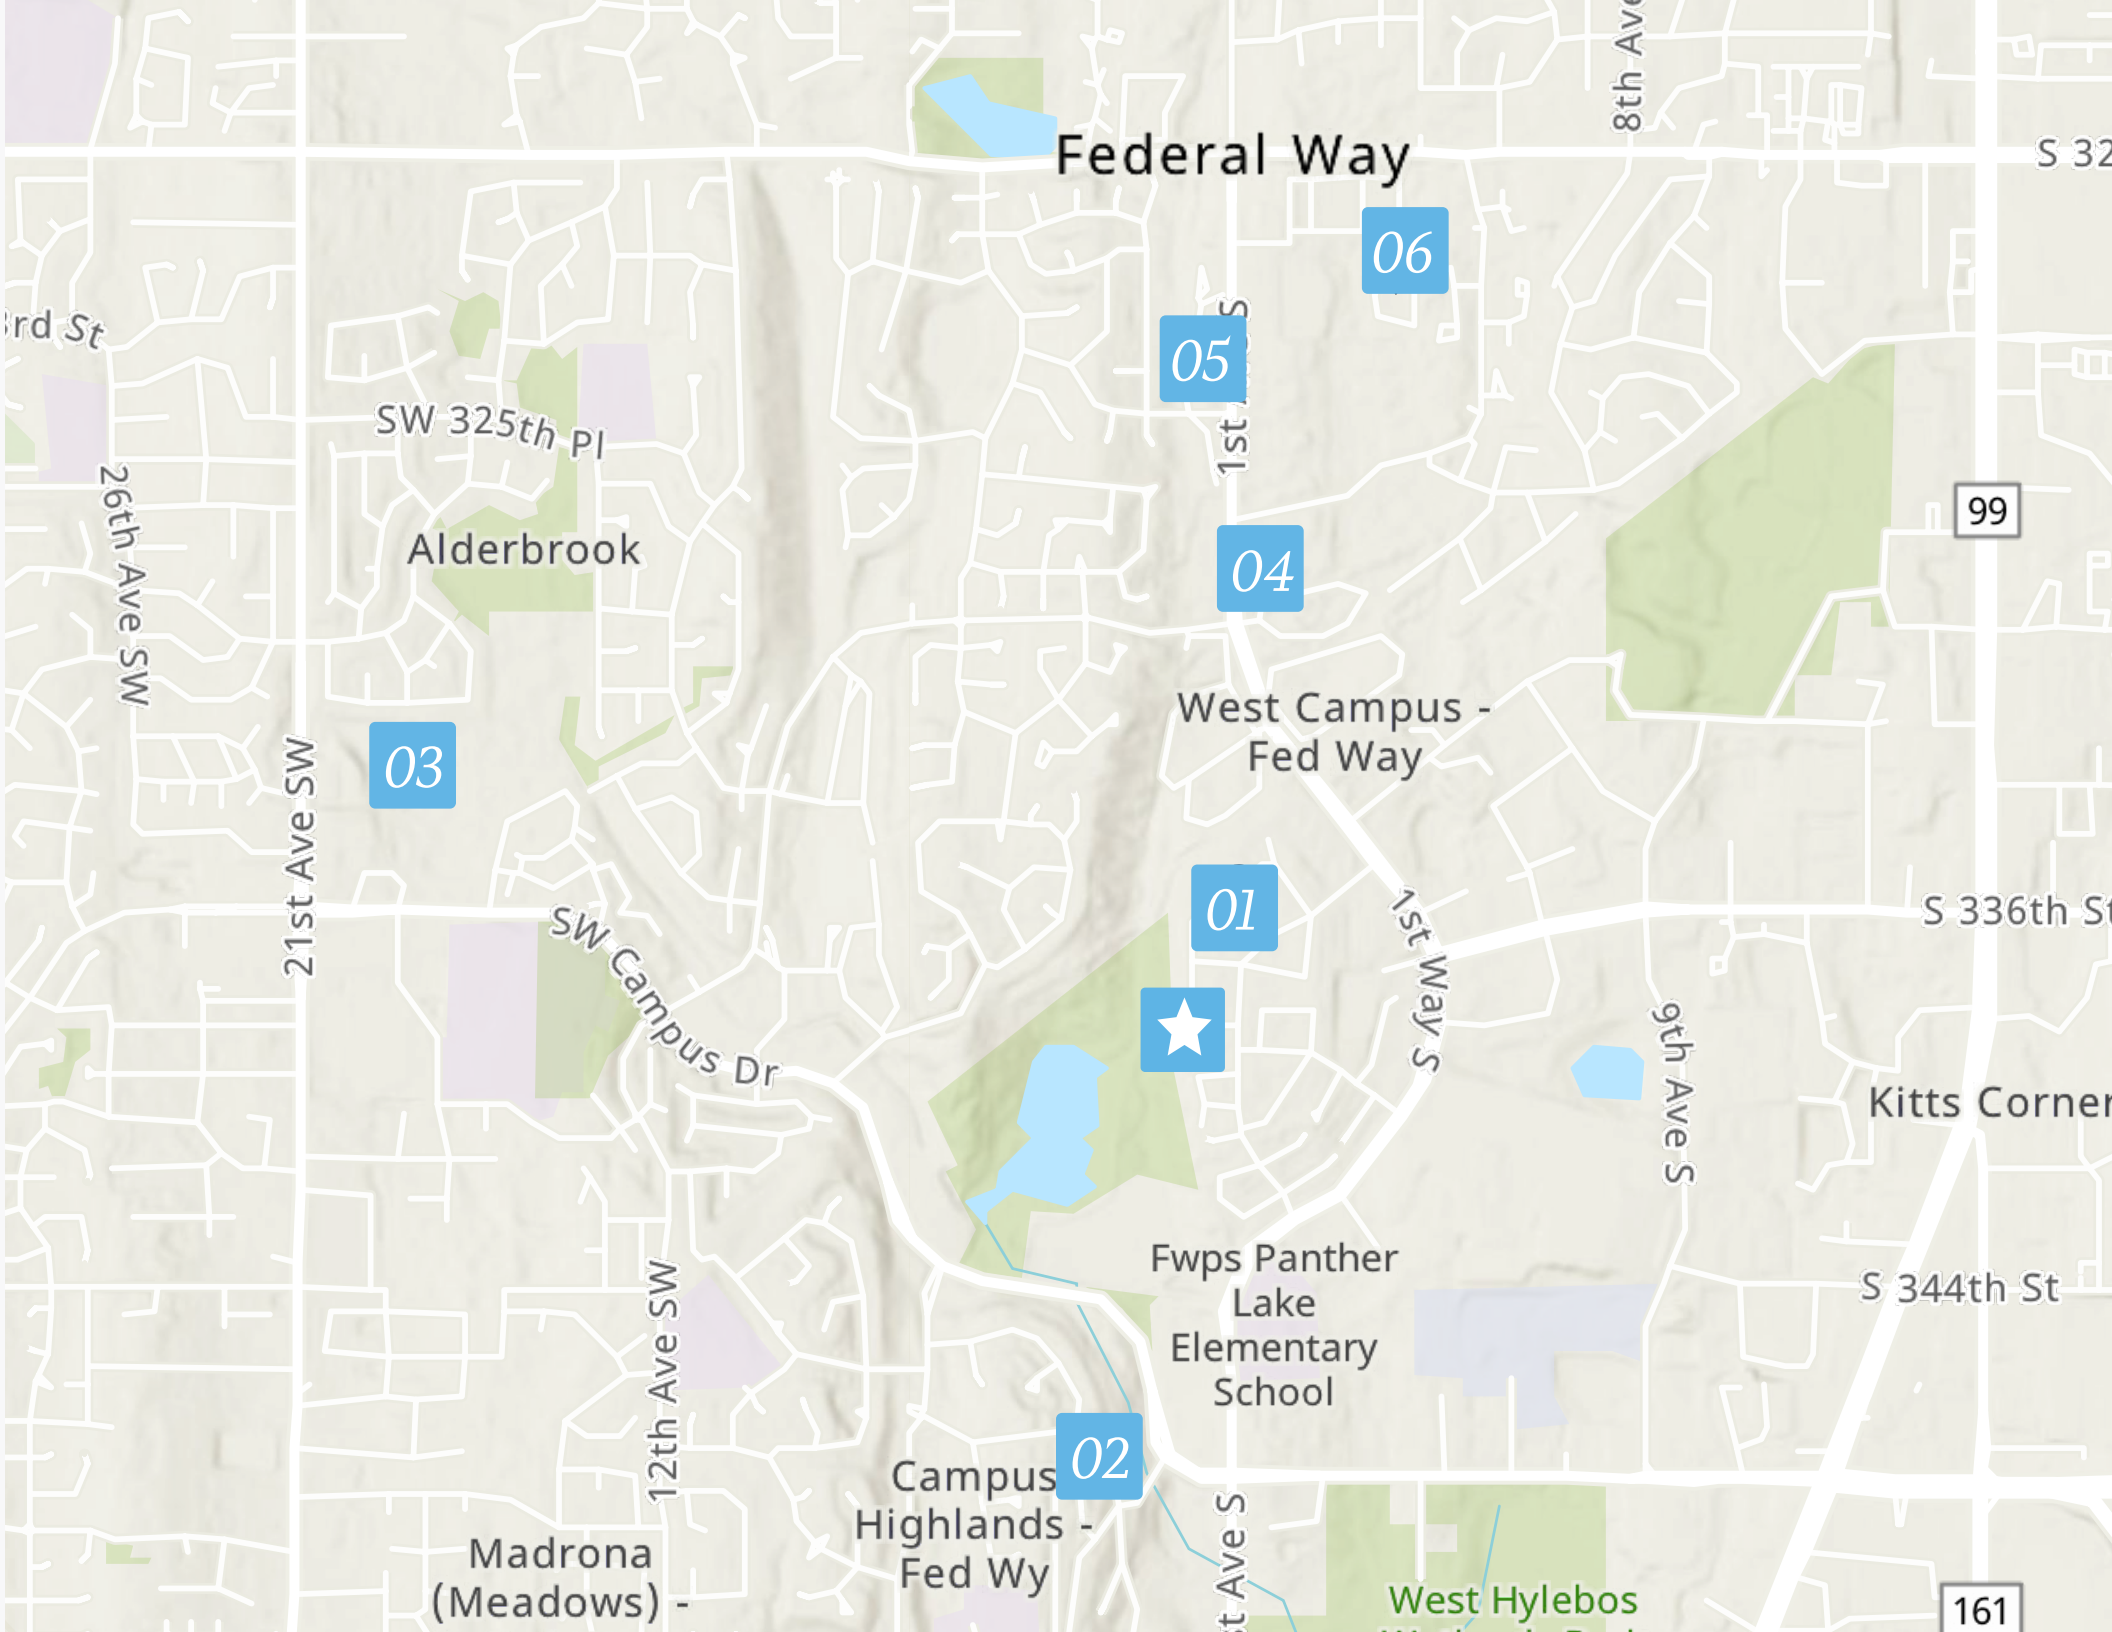 8th Ave
Federal Way
S 32
06
3rd St
05
1st
S
SW 325th Pl
26th Ave SW
99
Alderbrook
04
West Campus -
Fed Way
03
21st Ave SW
01
1st Way S
S 336th St
SW Campus Dr
9th Ave S
Kitts Corner
Fwps Panther
Lake
Elementary
School
S 344th St
12th Ave SW
02
Campus
Highlands -
Fed Wy
st Ave S
Madrona
(Meadows) -
West Hylebos
161